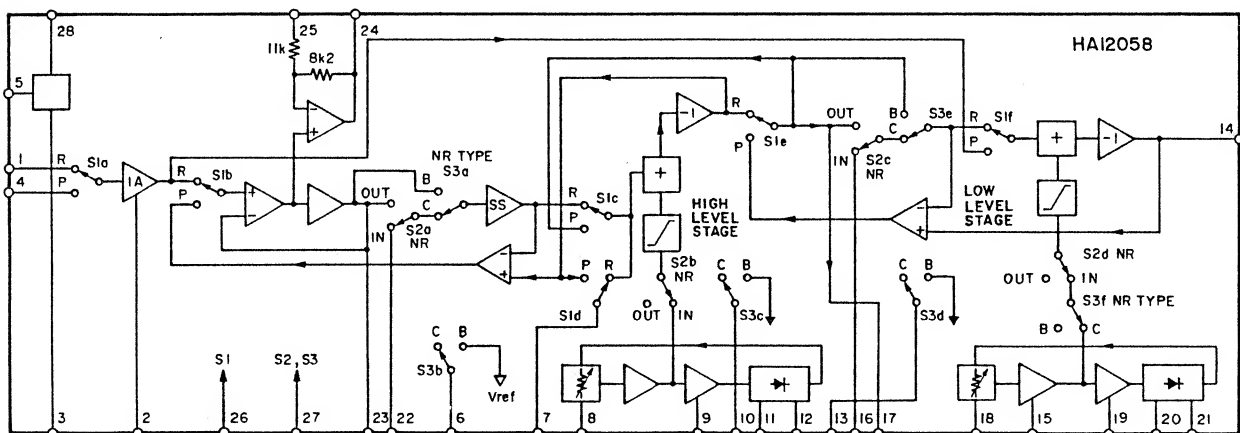 28
25
24
HA12058
11k
8k2
5
R
OUT
B
C
S3e
R
S1f
1
R
S1a
1A
R
S1b
NR TYPE
S3a
B
OUT
C
S2a
NR
IN
SS
R
S1c
P
-1
S1e
P
IN
S2c
NR
P
-1
14
4
P
P
HIGH
LEVEL
STAGE
LOW
LEVEL
STAGE
P
R
S1d
S2b
NR
OUT
IN
C
B
S3c
C
B
S3d
S2d NR
OUT
IN
S3f NR TYPE
B
C
S1
S2, S3
C
B
S3b
Vref
3
2
26
27
23
22
6
7
8
9
10
11
12
13
16
17
18
15
19
20
21